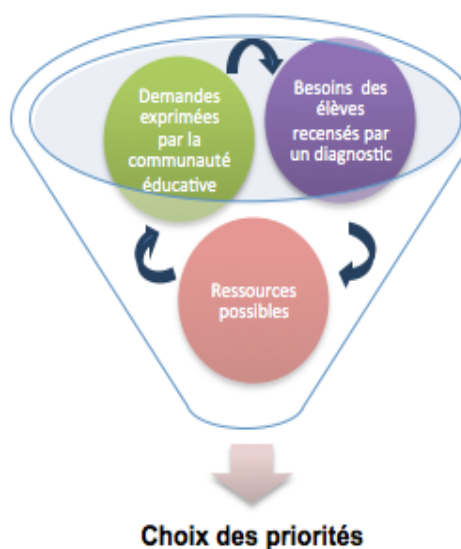 Demandes
exprimées
par la
communauté
éducative
Besoins des
élèves
recensés par
un diagnostic
Ressources
possibles
Choix des priorités